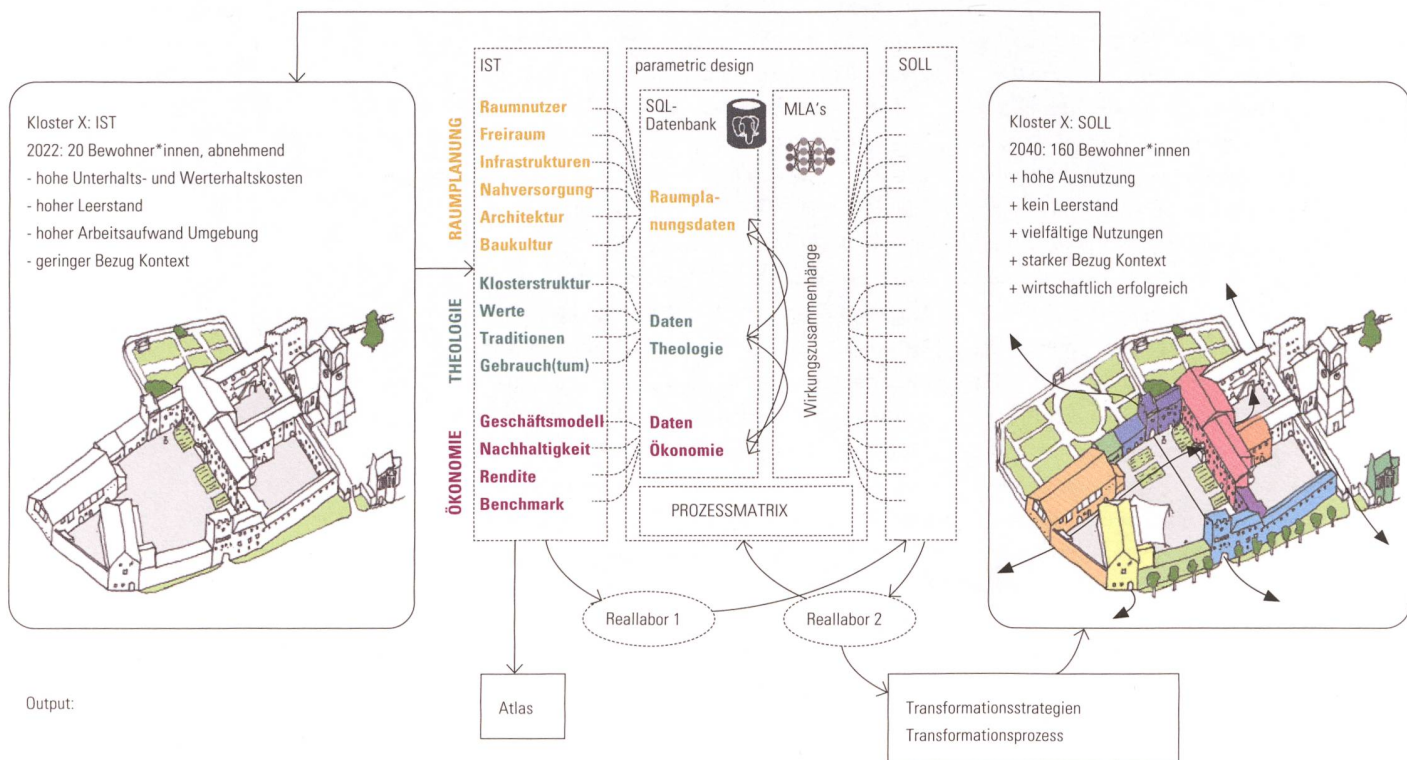 Kloster X: IST
2022: 20 Bewohner*innen, abnehmend
- hohe Unterhalts- und Werterhaltskosten
- hoher Leerstand
- hoher Arbeitsaufwand Umgebung
- geringer Bezug Kontext
IST
RAUMPLANUNG
Raumnutzer
Freiraum
Infrastrukturen
Nahversorgung
Architektur
Baukultur
THEOLOGIE
Klosterstruktur
Werte
Traditionen
Gebrauch(tum)
ÖKONOMIE
Geschäftsmodell
Nachhaltigkeit
Rendite
Benchmark
parametric design
SQL-
Datenbank
Raumpla-
nungsdaten
Daten
Theologie
Daten
Ökonomie
MLA's
Wirkungszusammenhänge
PROZESSMATRIX
SOLL
Kloster X: SOLL
2040: 160 Bewohner*innen
+ hohe Ausnutzung
+ kein Leerstand
+ vielfältige Nutzungen
+ starker Bezug Kontext
+ wirtschaftlich erfolgreich
Reallabor 1
Reallabor 2
Output:
Atlas
Transformationsstrategien
Transformationsprozess